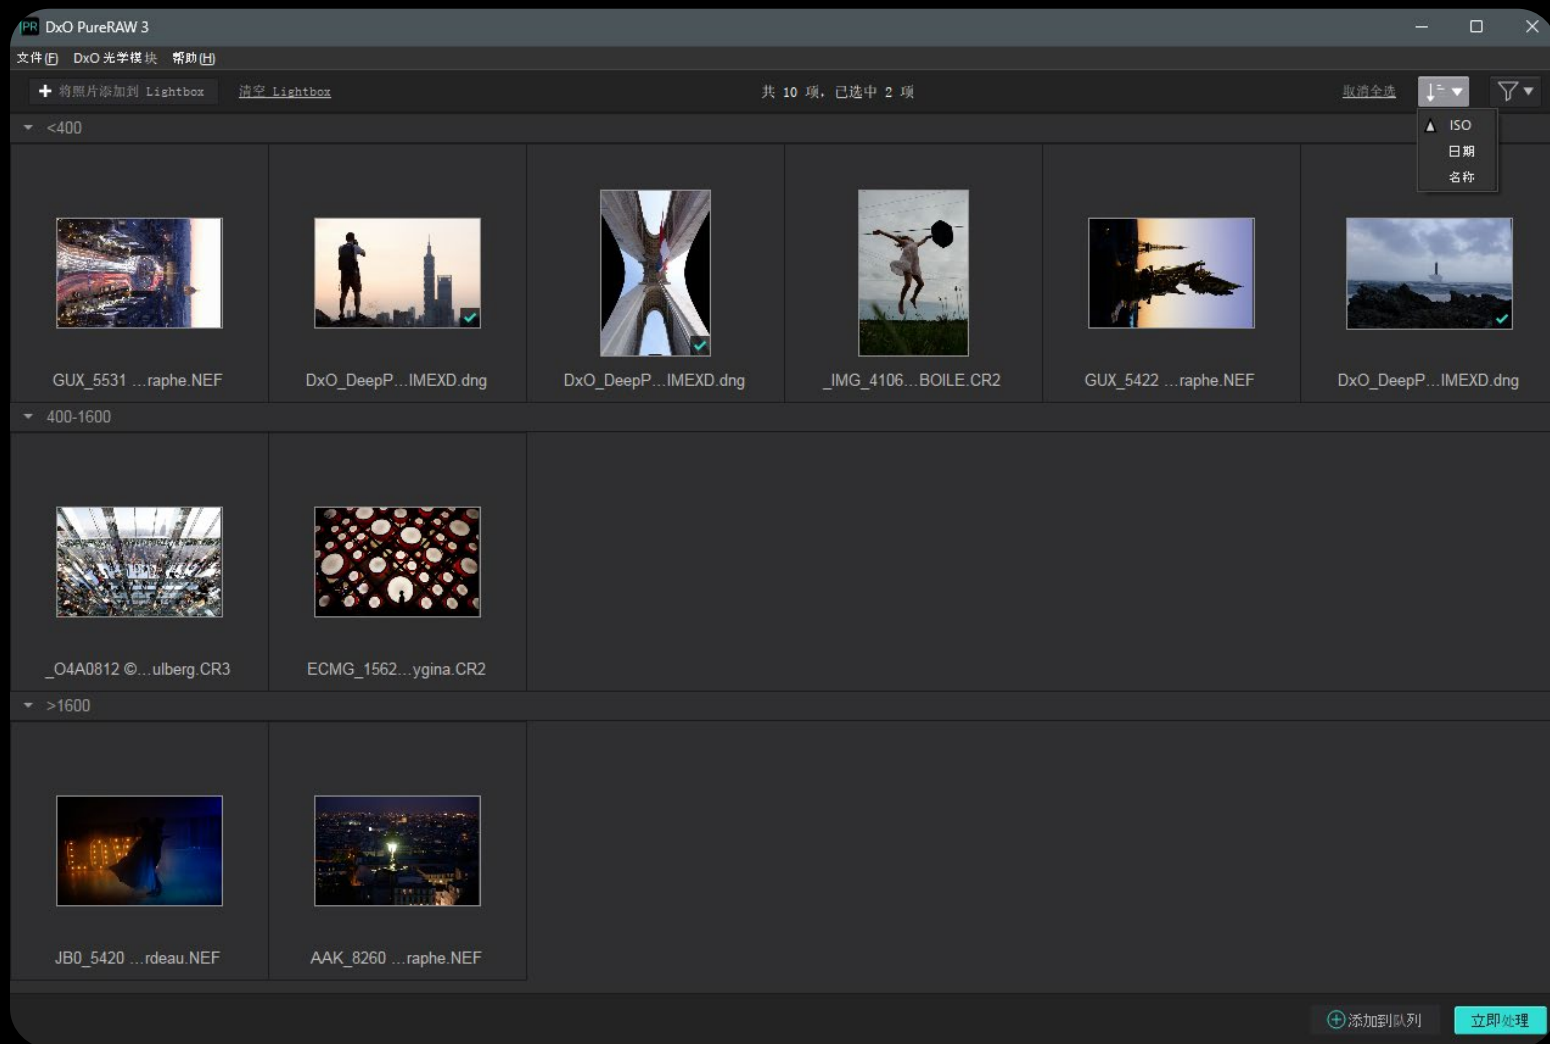 DxO PureRAW 3
文件(F) DxO 光学模块 帮助(H)
将照片添加到 Lightbox 清空 Lightbox 共 10 项，已选中 2 项 取消全选
ISO
日期
名称
<400
GUX_5531 ...raphe.NEF DxO_DeepP...IMEXD.dng DxO_DeepP...IMEXD.dng _IMG_4106...BOILE.CR2 GUX_5422 ...raphe.NEF DxO_DeepP...IMEXD.dng
400-1600
_O4A0812 ©...ulberg.CR3 ECMG_1562...ygina.CR2
>1600
JB0_5420 ...rdeau.NEF AAK_8260 ...raphe.NEF
添加到队列 立即处理